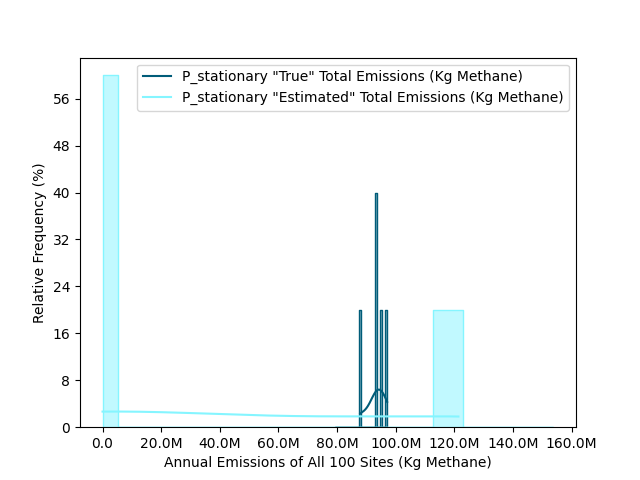 P_stationary "True" Total Emissions (Kg Methane)
P_stationary "Estimated" Total Emissions (Kg Methane)
56
48
40
32
24
16
8
0
Relative Frequency (%)
0.0 20.0M 40.0M 60.0M 80.0M 100.0M 120.0M 140.0M 160.0M
Annual Emissions of All 100 Sites (Kg Methane)